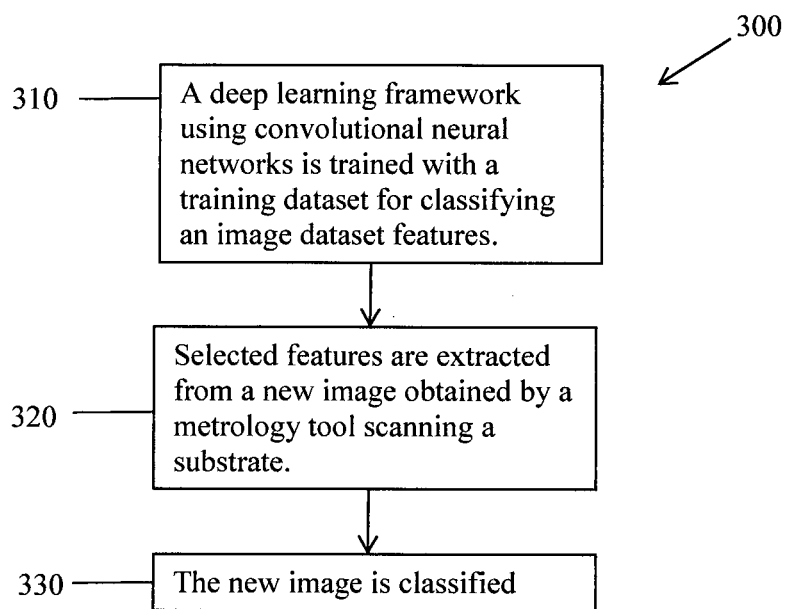 300
310
A deep learning framework
using convolutional neural
networks is trained with a
training dataset for classifying
an image dataset features.
320
Selected features are extracted
from a new image obtained by a
metrology tool scanning a
substrate.
330
The new image is classified